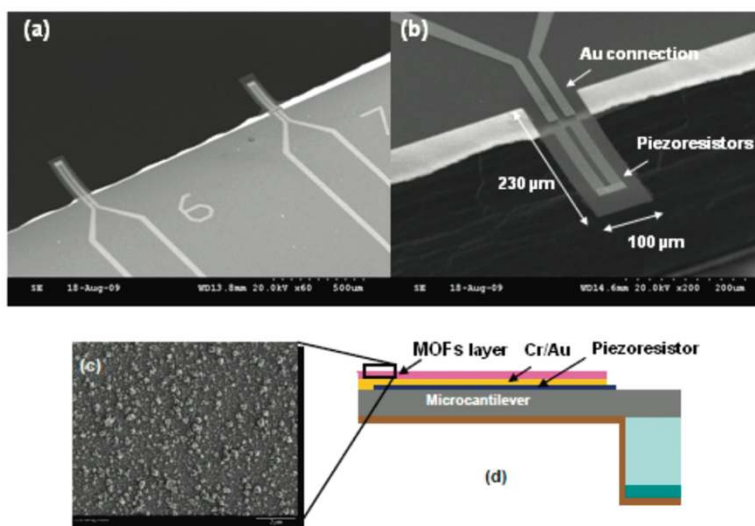 (a)
6
7
SE 18-Aug-09 WD13.8mm 20.0kV x60 500um
(b)
Au connection
Piezoresistors
230 µm
100 µm
SE 18-Aug-09 WD14.6mm 20.0kV x200 200um
(c)
MOFs layer
Cr/Au
Piezoresistor
Microcantilever
(d)